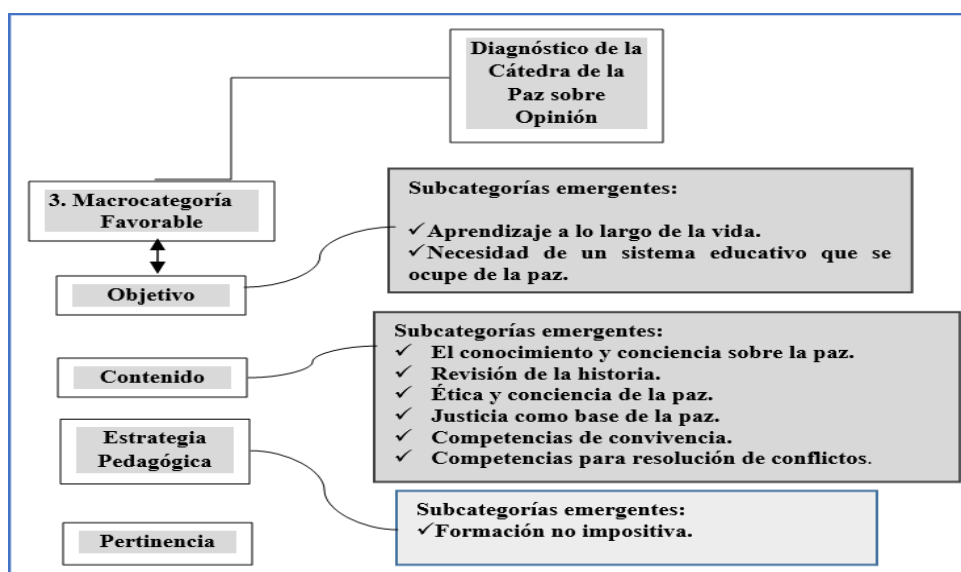 Diagnóstico de la
Cátedra de la
Paz sobre
Opinión
3. Macrocategoría
Favorable
Subcategorías emergentes:
✓Aprendizaje a lo largo de la vida.
✓Necesidad de un sistema educativo que se
ocupe de la paz.
Objetivo
Subcategorías emergentes:
✓ El conocimiento y conciencia sobre la paz.
✓ Revisión de la historia.
✓ Ética y conciencia de la paz.
✓ Justicia como base de la paz.
✓ Competencias de convivencia.
✓ Competencias para resolución de conflictos.
Contenido
Estrategia
Pedagógica
Subcategorías emergentes:
✓Formación no impositiva.
Pertinencia